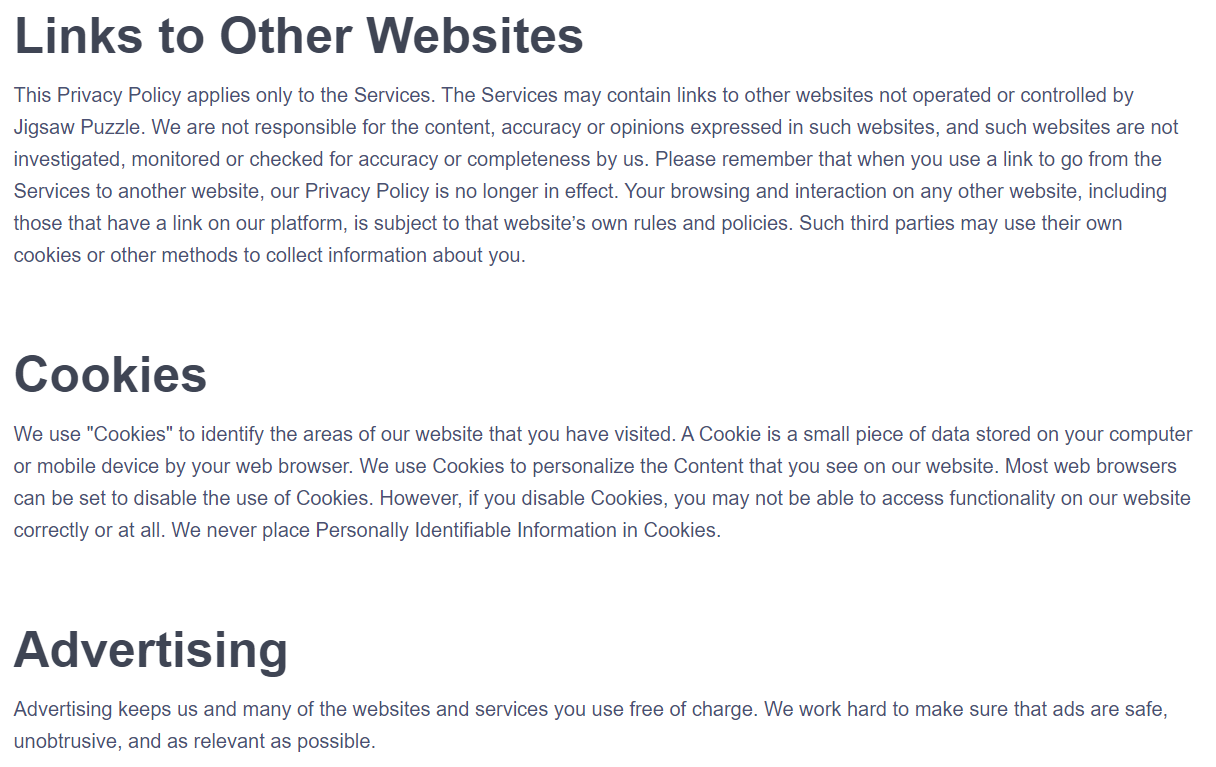 Links to Other Websites
This Privacy Policy applies only to the Services. The Services may contain links to other websites not operated or controlled by
Jigsaw Puzzle. We are not responsible for the content, accuracy or opinions expressed in such websites, and such websites are not
investigated, monitored or checked for accuracy or completeness by us. Please remember that when you use a link to go from the
Services to another website, our Privacy Policy is no longer in effect. Your browsing and interaction on any other website, including
those that have a link on our platform, is subject to that website’s own rules and policies. Such third parties may use their own
cookies or other methods to collect information about you.
Cookies
We use "Cookies" to identify the areas of our website that you have visited. A Cookie is a small piece of data stored on your computer
or mobile device by your web browser. We use Cookies to personalize the Content that you see on our website. Most web browsers
can be set to disable the use of Cookies. However, if you disable Cookies, you may not be able to access functionality on our website
correctly or at all. We never place Personally Identifiable Information in Cookies.
Advertising
Advertising keeps us and many of the websites and services you use free of charge. We work hard to make sure that ads are safe,
unobtrusive, and as relevant as possible.